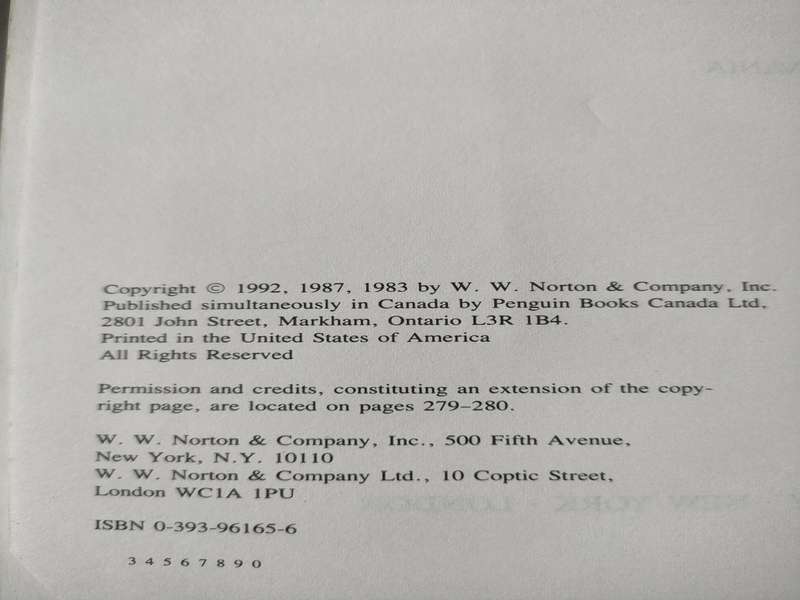 Copyright © 1992, 1987, 1983 by W. W. Norton & Company, Inc.
Published simultaneously in Canada by Penguin Books Canada Ltd,
2801 John Street, Markham, Ontario L3R 1B4.
Printed in the United States of America
All Rights Reserved
Permission and credits, constituting an extension of the copy-
right page, are located on pages 279–280.
W. W. Norton & Company, Inc., 500 Fifth Avenue,
New York, N.Y. 10110
W. W. Norton & Company Ltd., 10 Coptic Street,
London WC1A 1PU
ISBN 0-393-96165-6
3 4 5 6 7 8 9 0